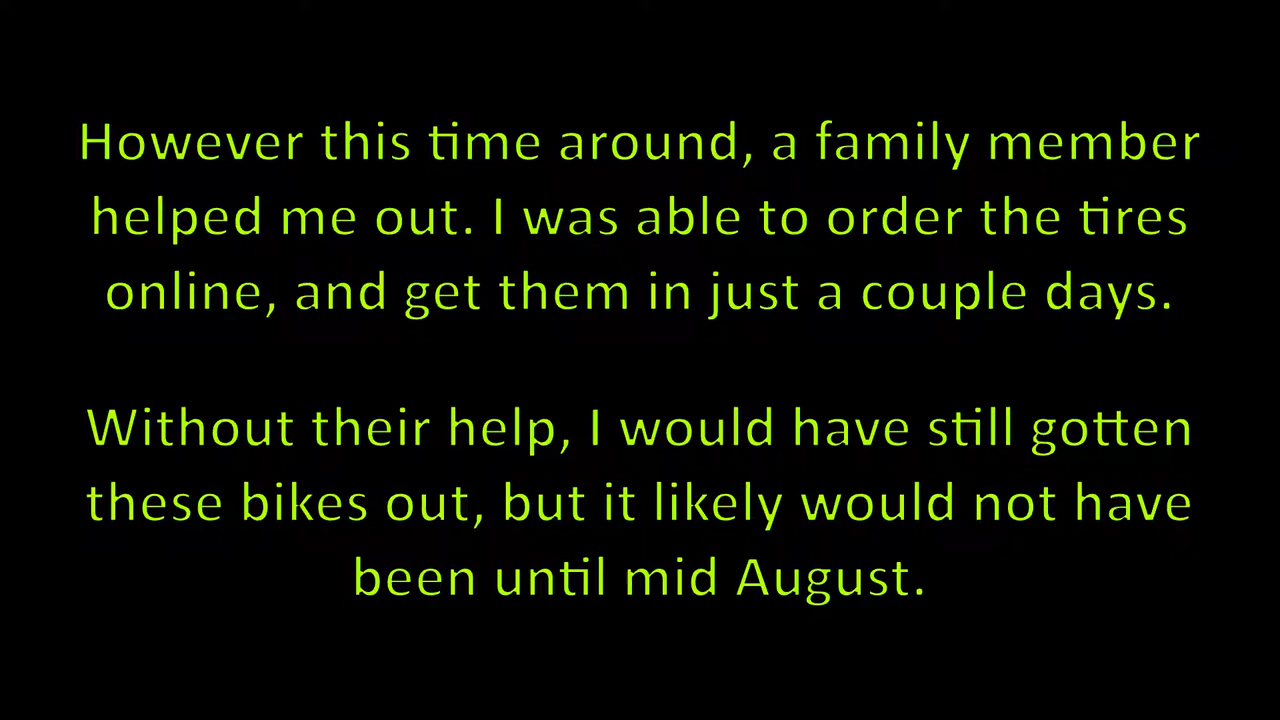 However this time around, a family member
helped me out. I was able to order the tires
online, and get them in just a couple days.
Without their help, I would have still gotten
these bikes out, but it likely would not have
been until mid August.